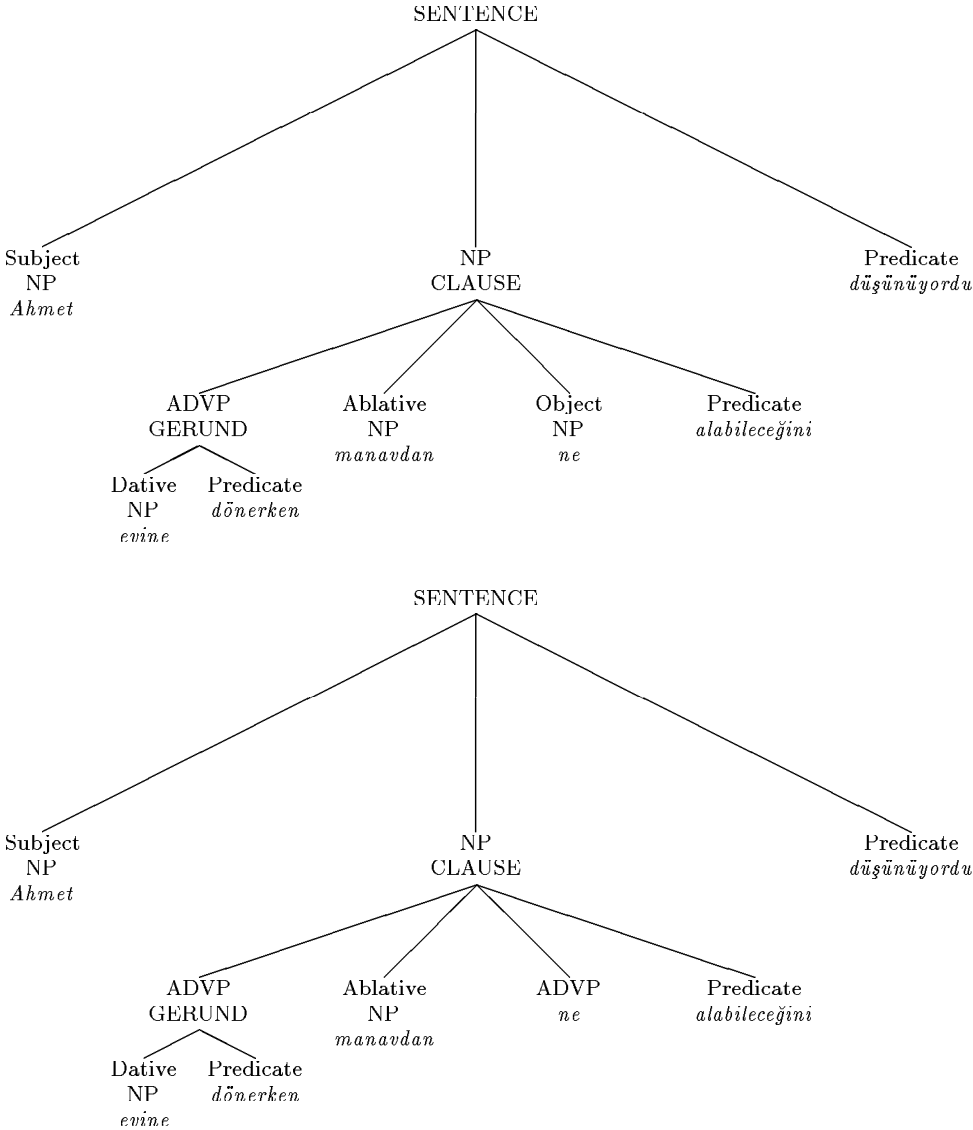 SENTENCE
Subject NP Predicate
NP CLAUSE düşünüyordu
Ahmet
ADVP Ablative Object Predicate
GERUND NP NP alabileceğini
manavdan ne
Dative Predicate
NP dönerken
evine
SENTENCE
Subject NP Predicate
NP CLAUSE düşünüyordu
Ahmet
ADVP Ablative ADVP Predicate
GERUND NP ne alabileceğini
manavdan
Dative Predicate
NP dönerken
evine